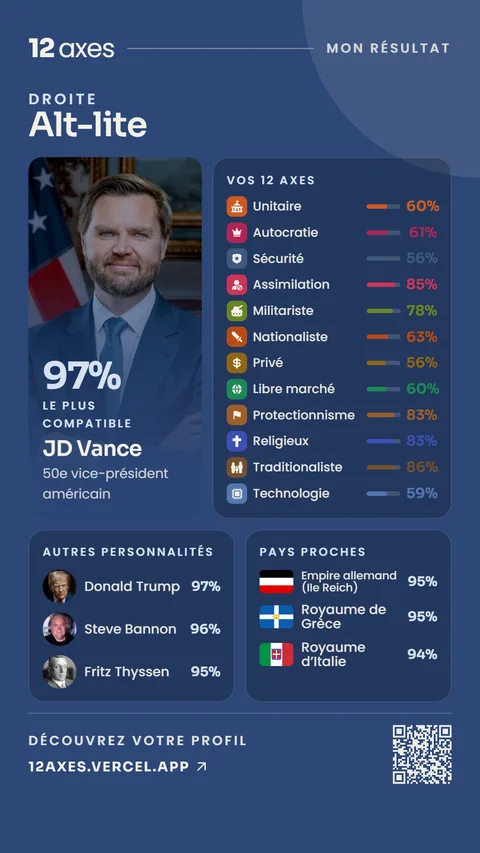 12 axes
MON RÉSULTAT
DROITE
Alt-lite
97%
LE PLUS
COMPATIBLE
JD Vance
50e vice-président
américain
VOS 12 AXES
Unitaire 60%
Autocratie 61%
Sécurité 56%
Assimilation 85%
Militariste 78%
Nationaliste 63%
Privé 56%
Libre marché 60%
Protectionnisme 83%
Religieux 83%
Traditionaliste 86%
Technologie 59%
AUTRES PERSONNALITÉS
Donald Trump 97%
Steve Bannon 96%
Fritz Thyssen 95%
PAYS PROCHES
Empire allemand
(IIe Reich) 95%
Royaume de
Grèce 95%
Royaume
d'Italie 94%
DÉCOUVREZ VOTRE PROFIL
12AXES.VERCEL.APP ↗